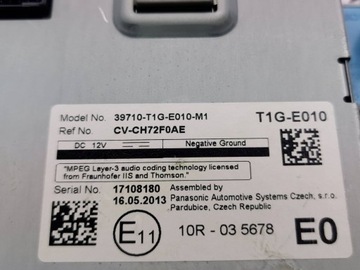 Model No. 39710-T1G-E010-M1 T1G-E010
Ref No. CV-CH72F0AE
DC 12V Negative Ground
"MPEG Layer-3 audio coding technology licensed
from Fraunhofer IIS and Thomson."
Serial No. 17108180 Assembled by
16.05.2013 Panasonic Automotive Systems Czech, s.r.o.
Pardubice, Czech Republic
E11 10R - 03 5678 E0